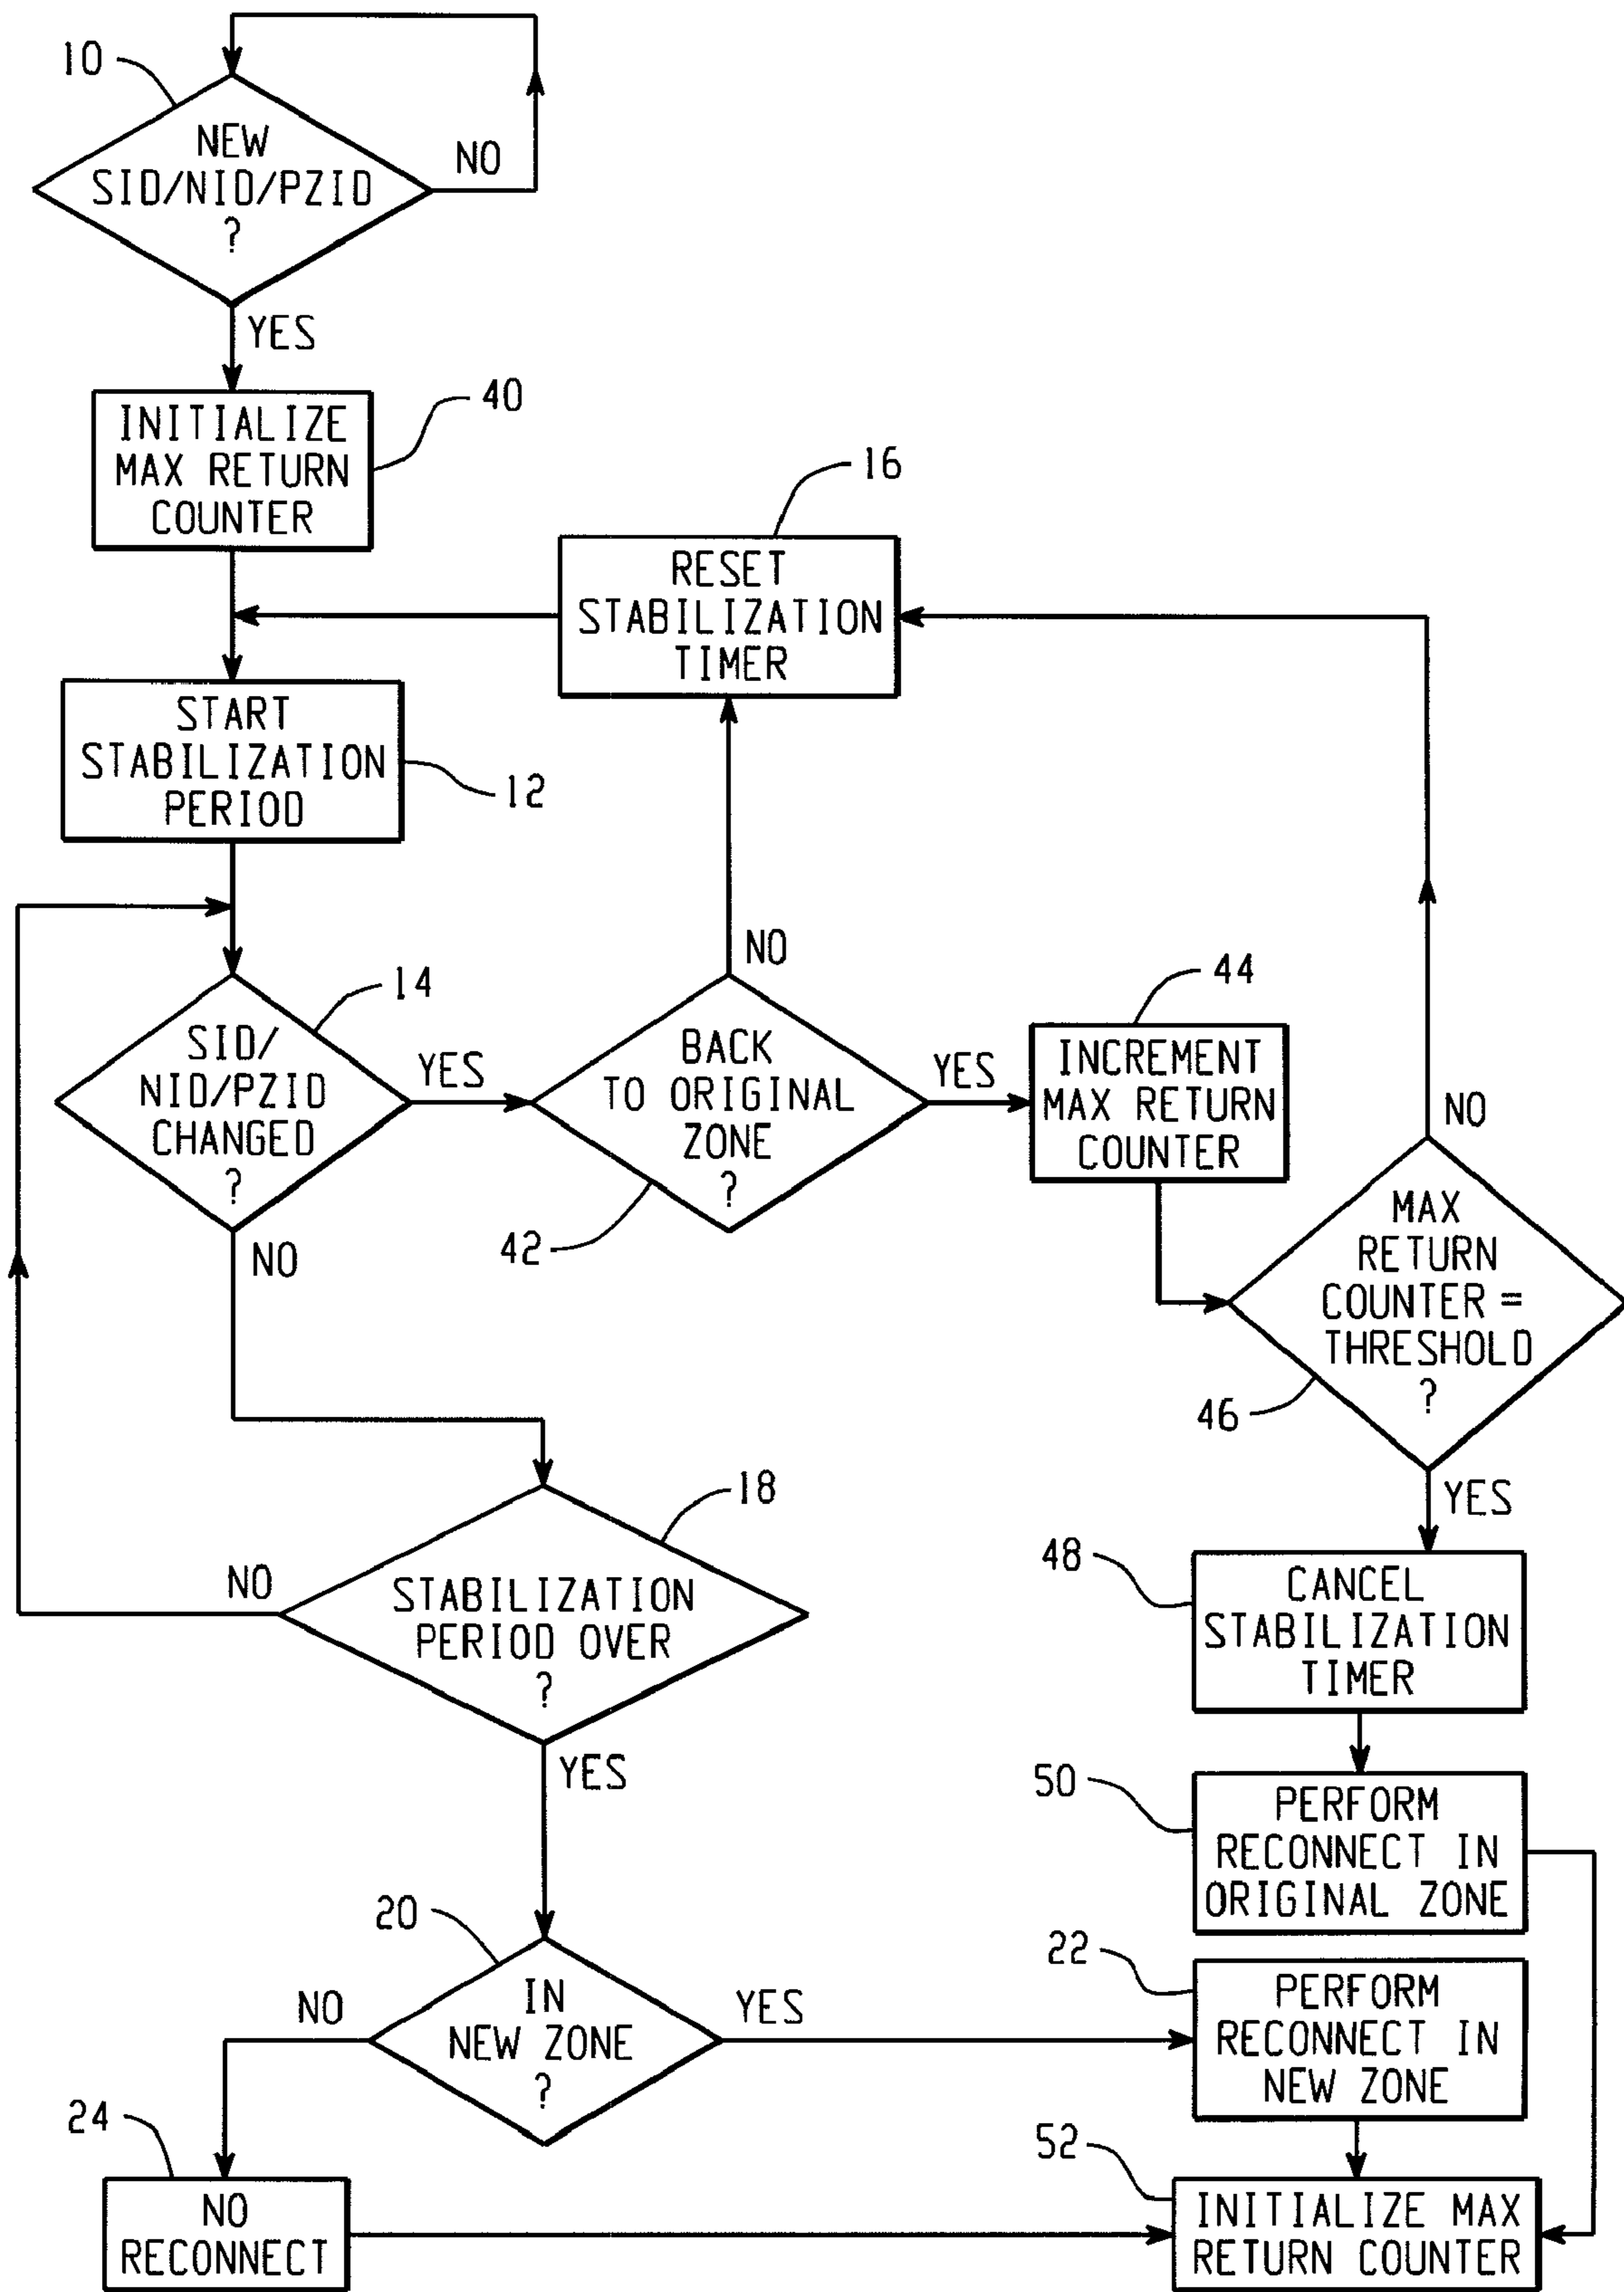 10
NEW
SID/NID/PZID
?
NO
YES
INITIALIZE
MAX RETURN
COUNTER
40
16
RESET
STABILIZATION
TIMER
START
STABILIZATION
PERIOD
12
14
SID/
NID/PZID
CHANGED
?
YES
NO
BACK
TO ORIGINAL
ZONE
?
42
NO
YES
44
INCREMENT
MAX RETURN
COUNTER
NO
MAX
RETURN
COUNTER =
THRESHOLD
?
46
YES
18
STABILIZATION
PERIOD OVER
?
NO
YES
48
CANCEL
STABILIZATION
TIMER
50
PERFORM
RECONNECT IN
ORIGINAL ZONE
20
IN
NEW ZONE
?
NO
YES
22
PERFORM
RECONNECT IN
NEW ZONE
24
NO
RECONNECT
52
INITIALIZE MAX
RETURN COUNTER